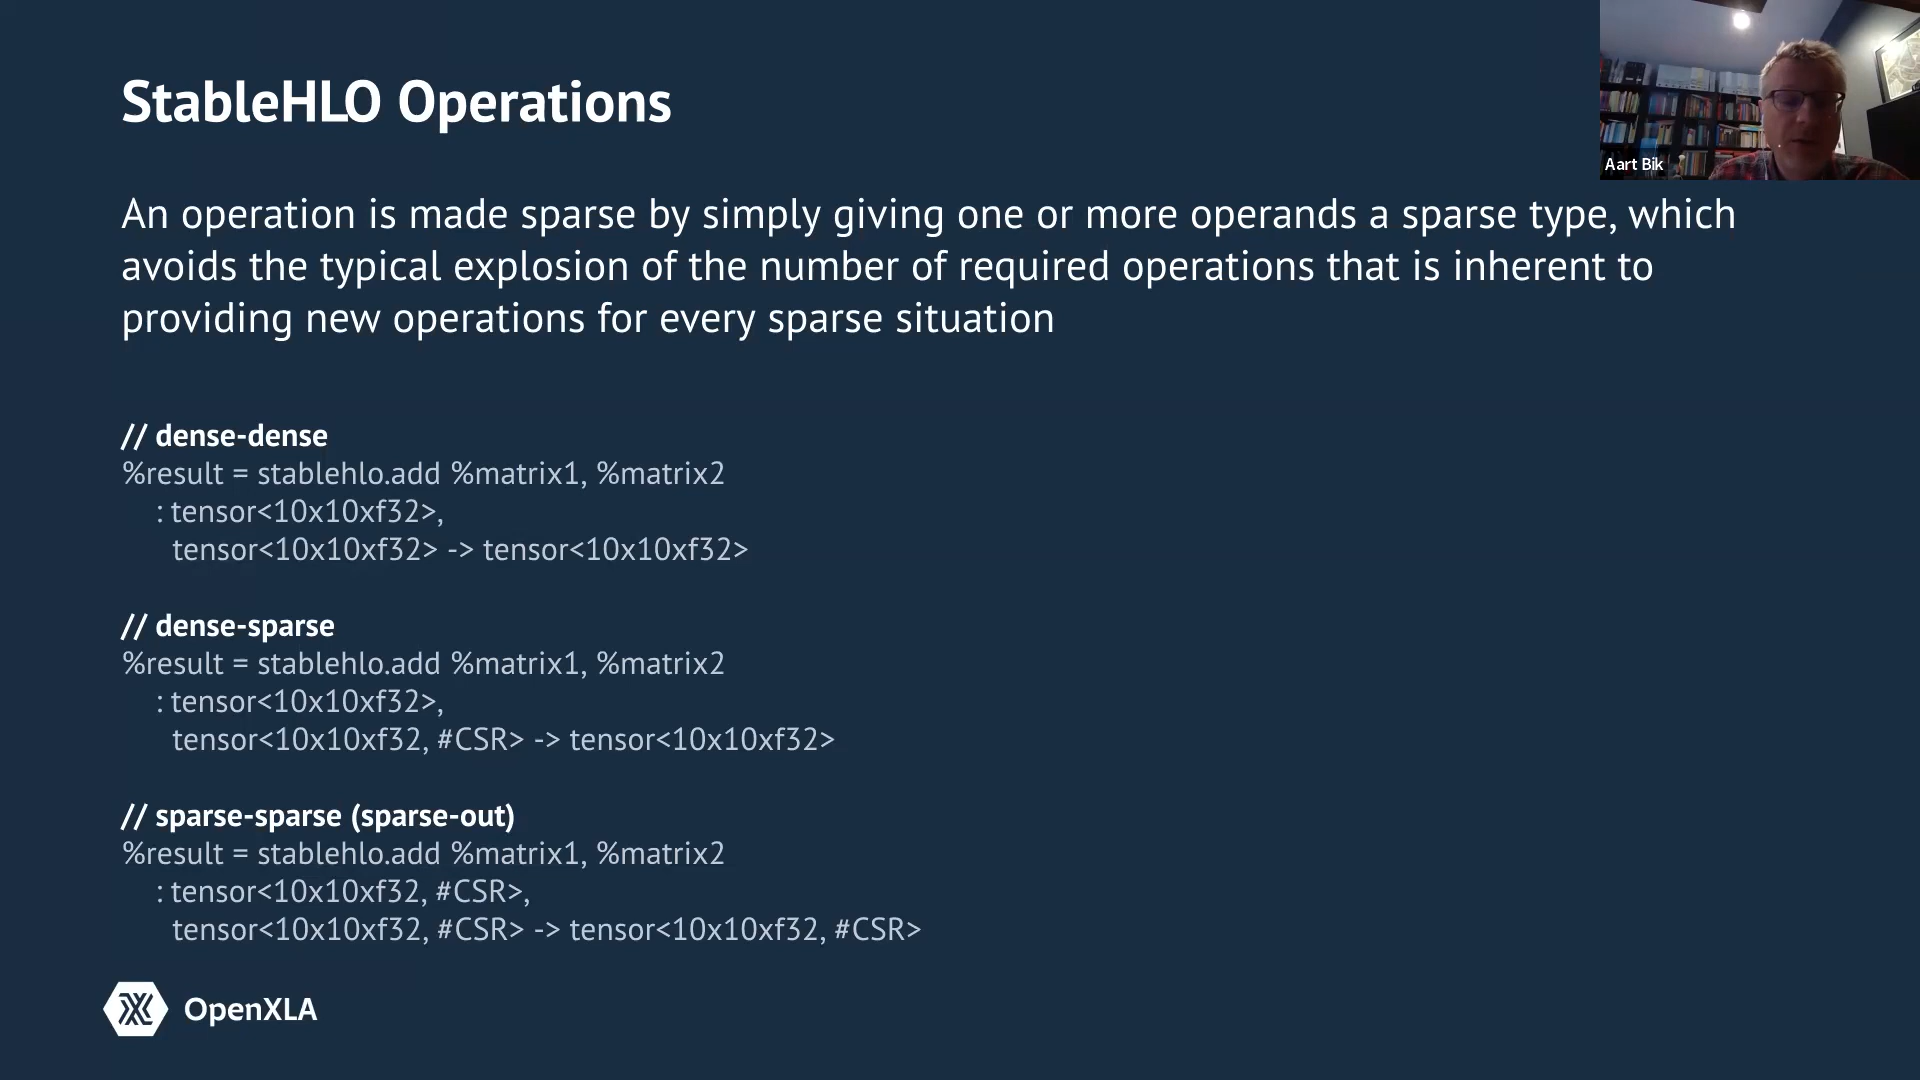 StableHLO Operations
Aart Bik
An operation is made sparse by simply giving one or more operands a sparse type, which
avoids the typical explosion of the number of required operations that is inherent to
providing new operations for every sparse situation
// dense-dense
%result = stablehlo.add %matrix1, %matrix2
: tensor<10x10xf32>,
tensor<10x10xf32> -> tensor<10x10xf32>
// dense-sparse
%result = stablehlo.add %matrix1, %matrix2
: tensor<10x10xf32>,
tensor<10x10xf32, #CSR> -> tensor<10x10xf32>
// sparse-sparse (sparse-out)
%result = stablehlo.add %matrix1, %matrix2
: tensor<10x10xf32, #CSR>,
tensor<10x10xf32, #CSR> -> tensor<10x10xf32, #CSR>
OpenXLA